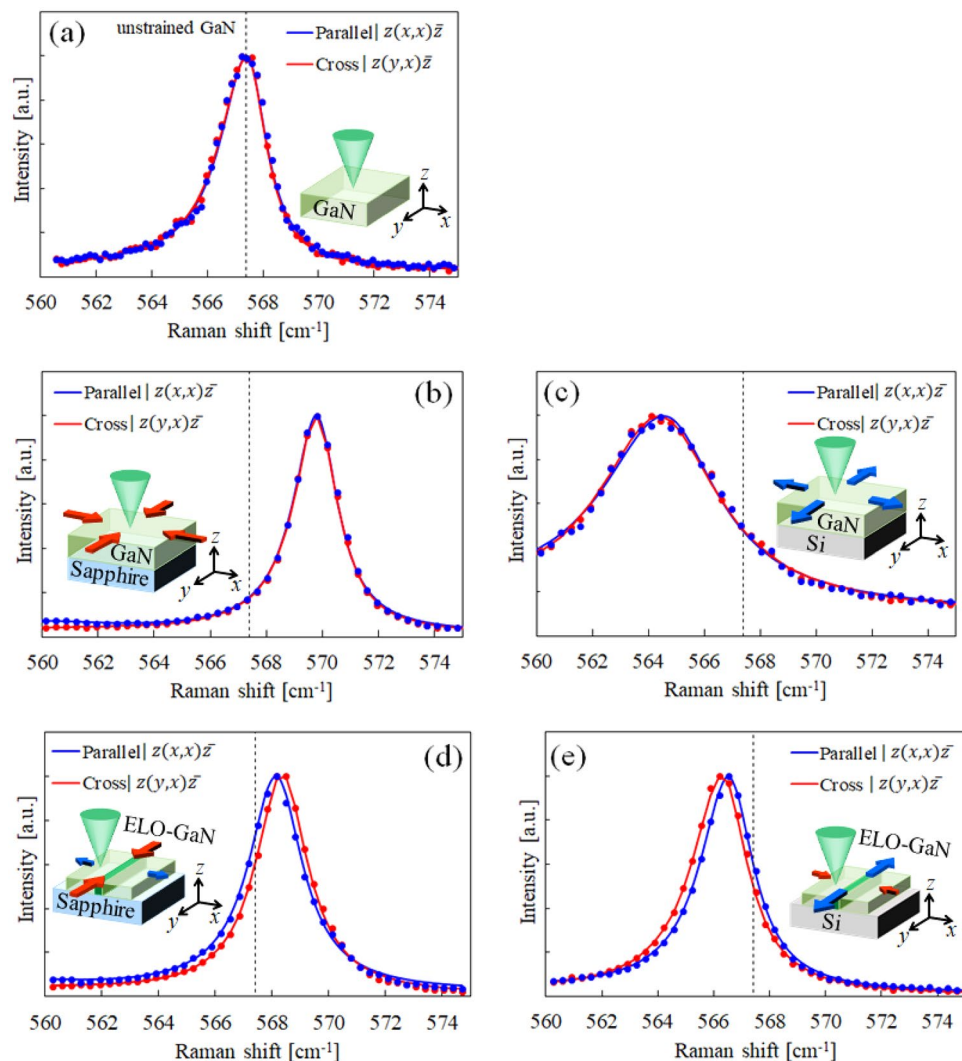 (a)
unstrained GaN
Parallel| z(x,x)z̄
Cross| z(y,x)z̄
Intensity [a.u.]
GaN
z
y
x
560 562 564 566 568 570 572 574
Raman shift [cm⁻¹]
(b)
Parallel| z(x,x)z̄
Cross| z(y,x)z̄
Intensity [a.u.]
GaN
Sapphire
z
y
x
560 562 564 566 568 570 572 574
Raman shift [cm⁻¹]
(c)
Parallel| z(x,x)z̄
Cross| z(y,x)z̄
Intensity [a.u.]
GaN
Si
z
y
x
560 562 564 566 568 570 572 574
Raman shift [cm⁻¹]
(d)
Parallel| z(x,x)z̄
Cross| z(y,x)z̄
Intensity [a.u.]
ELO-GaN
Sapphire
z
y
x
560 562 564 566 568 570 572 574
Raman shift [cm⁻¹]
(e)
Parallel| z(x,x)z̄
Cross| z(y,x)z̄
Intensity [a.u.]
ELO-GaN
Si
z
y
x
560 562 564 566 568 570 572 574
Raman shift [cm⁻¹]